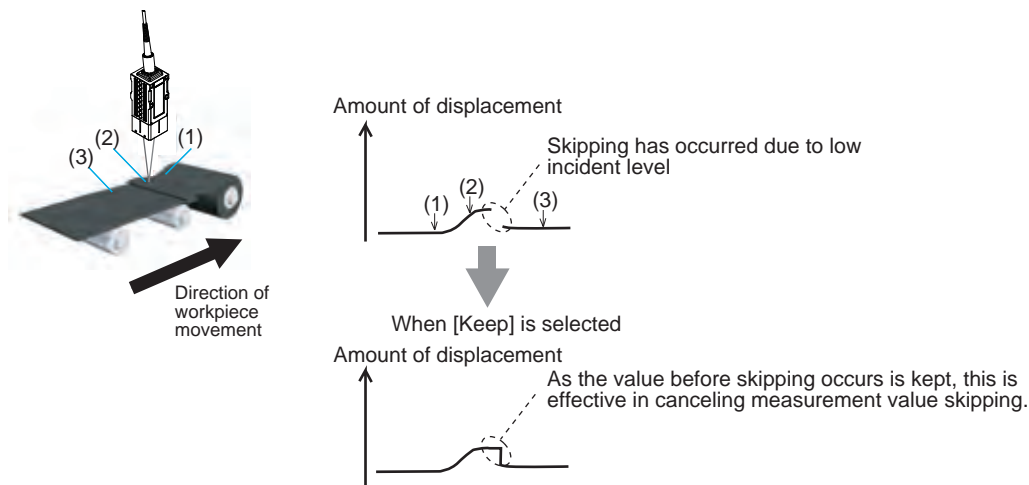 (1)
(2)
(3)
Direction of
workpiece
movement
Amount of displacement
Skipping has occurred due to low
incident level
(1)
(2)
(3)
When [Keep] is selected
Amount of displacement
As the value before skipping occurs is kept, this is
effective in canceling measurement value skipping.